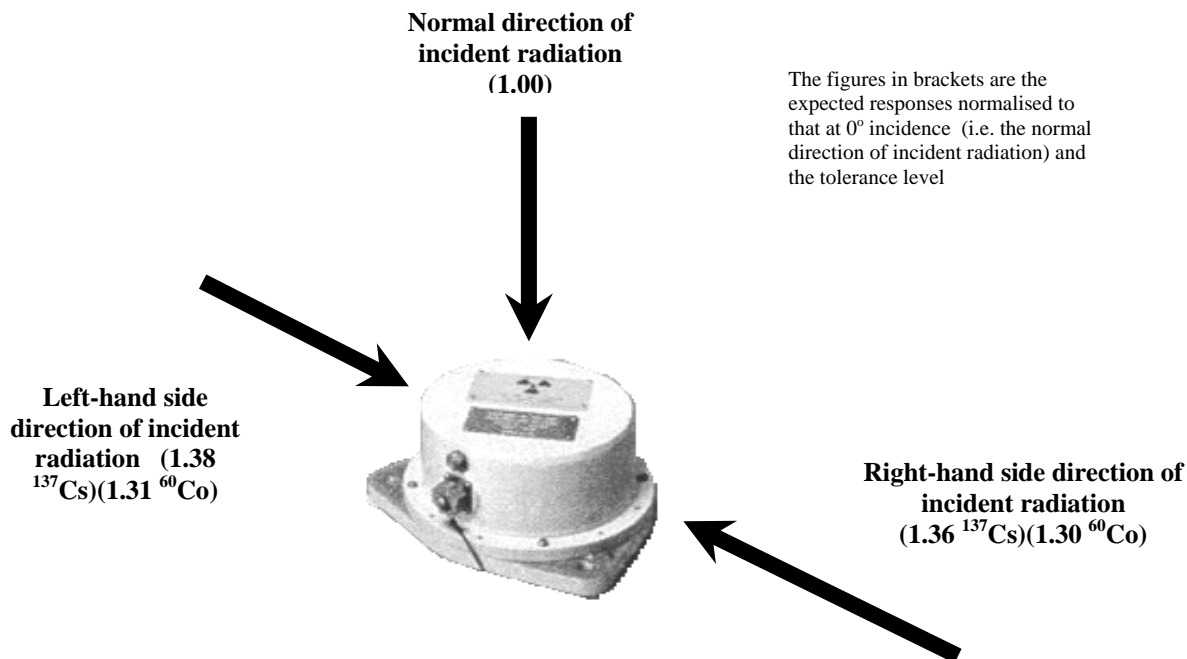 Normal direction of
incident radiation
(1.00)
The figures in brackets are the
expected responses normalised to
that at 0° incidence (i.e. the normal
direction of incident radiation) and
the tolerance level
Left-hand side
direction of incident
radiation (1.38
¹³⁷Cs)(1.31 ⁶⁰Co)
Right-hand side direction of
incident radiation
(1.36 ¹³⁷Cs)(1.30 ⁶⁰Co)